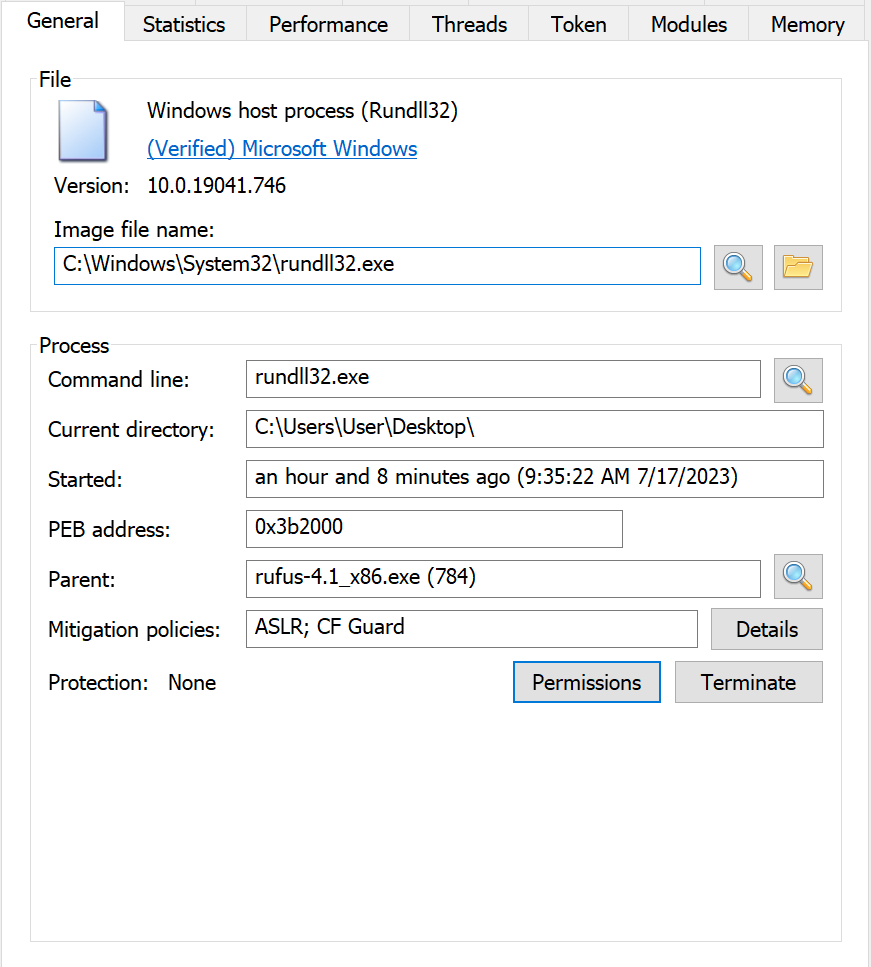 General Statistics Performance Threads Token Modules Memory
File
Windows host process (Rundll32)
(Verified) Microsoft Windows
Version: 10.0.19041.746
Image file name:
C:\Windows\System32\rundll32.exe
Process
Command line: rundll32.exe
Current directory: C:\Users\User\Desktop\
Started: an hour and 8 minutes ago (9:35:22 AM 7/17/2023)
PEB address: 0x3b2000
Parent: rufus-4.1_x86.exe (784)
Mitigation policies: ASLR; CF Guard Details
Protection: None Permissions Terminate